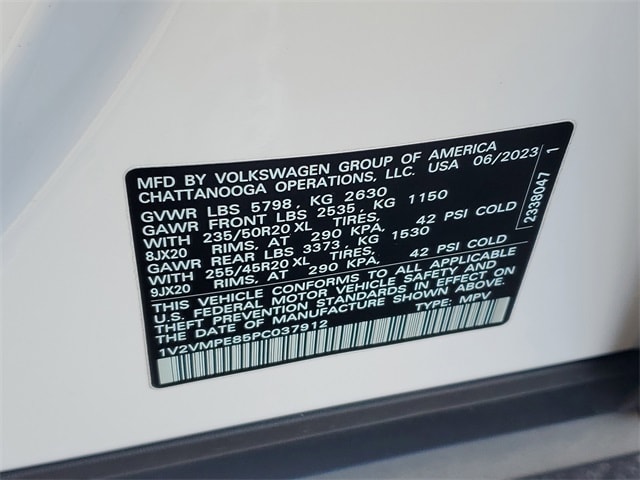 MFD BY VOLKSWAGEN GROUP OF AMERICA
CHATTANOOGA OPERATIONS, LLC. USA 06/2023
GVWR LBS 5798, KG 2630
GAWR FRONT LBS 2535, KG 1150
WITH 235/50R20 XL TIRES,
8JX20 RIMS, AT 290 KPA, 42 PSI COLD
GAWR REAR LBS 3373, KG 1530
WITH 255/45R20 XL TIRES,
9JX20 RIMS, AT 290 KPA, 42 PSI COLD
THIS VEHICLE CONFORMS TO ALL APPLICABLE
U.S. FEDERAL MOTOR VEHICLE SAFETY AND
THEFT PREVENTION STANDARDS IN EFFECT ON
THE DATE OF MANUFACTURE SHOWN ABOVE.
1V2VMPE85PC037912 TYPE: MPV
2338047 1